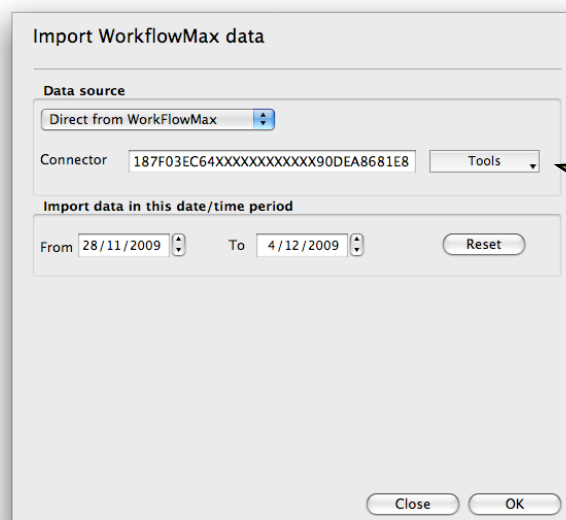 Import WorkflowMax data
Data source
Direct from WorkFlowMax
Connector 187F03EC64XXXXXXXXXXXX90DEA8681E8 Tools
Import data in this date/time period
From 28/11/2009 To 4/12/2009 Reset
Close OK